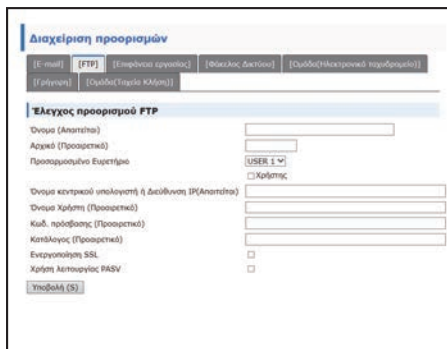 Διαχείριση προορισμών
[E-mail] [FTP] [Επιφάνεια εργασίας] [Φάκελος Δικτύου] [Ομάδα(Ηλεκτρονικό ταχυδρομείο)]
[Γρήγορη] [Ομάδα(Ταχεία Κλήση)]
Έλεγχος προορισμού FTP
Όνομα (Απαιτείται)
Αρχικό (Προαιρετικό)
Προσαρμοσμένο Ευρετήριο USER 1
Χρήστης
Όνομα κεντρικού υπολογιστή ή Διεύθυνση IP(Απαιτείται)
Όνομα Χρήστη (Προαιρετικό)
Κωδ. πρόσβασης (Προαιρετικό)
Κατάλογος (Προαιρετικό)
Ενεργοποίηση SSL
Χρήση λειτουργίας PASV
Υποβολή (S)